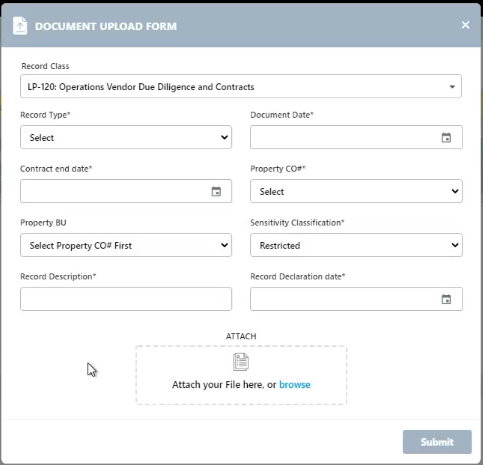 DOCUMENT UPLOAD FORM
Record Class
LP-120: Operations Vendor Due Diligence and Contracts
Record Type* Document Date*
Select
Contract end date* Property CO#*
Select
Property BU Sensitivity Classification*
Select Property CO# First Restricted
Record Description* Record Declaration date*
ATTACH
Attach your File here, or browse
Submit